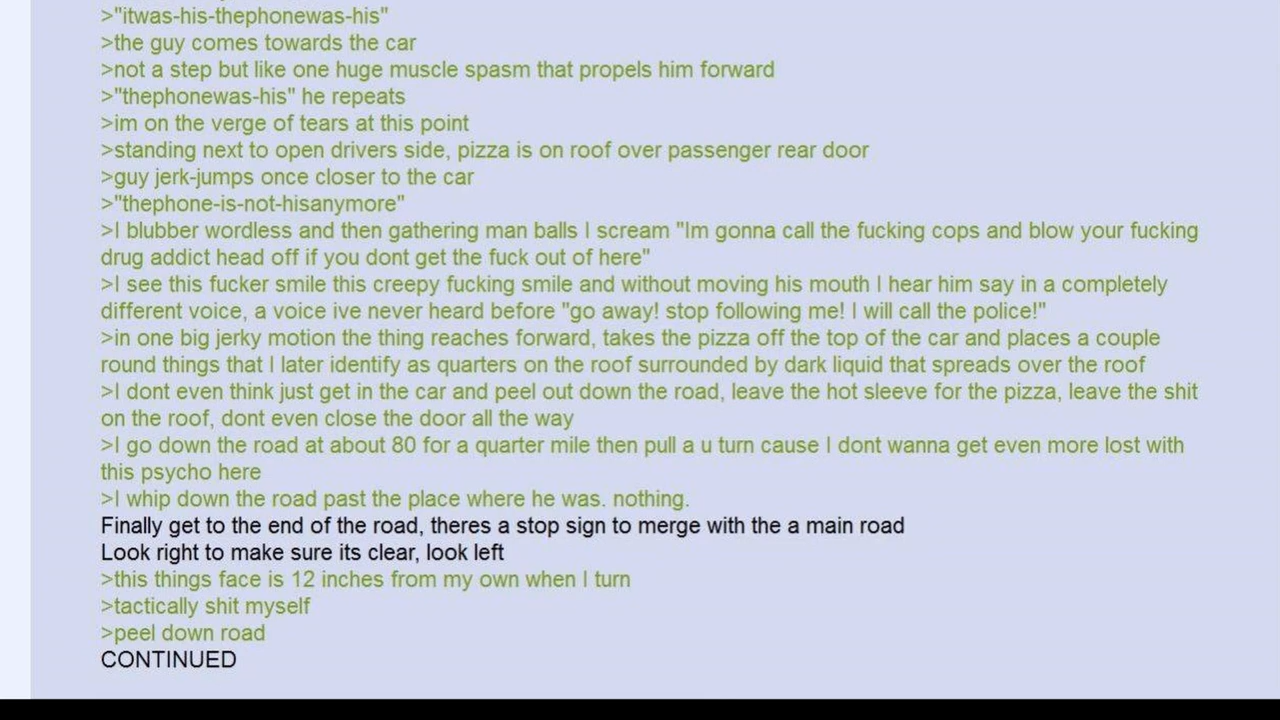 >"itwas-his-thephonewas-his"
>the guy comes towards the car
>not a step but like one huge muscle spasm that propels him forward
>"thephonewas-his" he repeats
>im on the verge of tears at this point
>standing next to open drivers side, pizza is on roof over passenger rear door
>guy jerk-jumps once closer to the car
>"thephone-is-not-hisanymore"
>I blubber wordless and then gathering man balls I scream "Im gonna call the fucking cops and blow your fucking
drug addict head off if you dont get the fuck out of here"
>I see this fucker smile this creepy fucking smile and without moving his mouth I hear him say in a completely
different voice, a voice ive never heard before "go away! stop following me! I will call the police!"
>in one big jerky motion the thing reaches forward, takes the pizza off the top of the car and places a couple
round things that I later identify as quarters on the roof surrounded by dark liquid that spreads over the roof
>I dont even think just get in the car and peel out down the road, leave the hot sleeve for the pizza, leave the shit
on the roof, dont even close the door all the way
>I go down the road at about 80 for a quarter mile then pull a u turn cause I dont wanna get even more lost with
this psycho here
>I whip down the road past the place where he was. nothing.
Finally get to the end of the road, theres a stop sign to merge with the a main road
Look right to make sure its clear, look left
>this things face is 12 inches from my own when I turn
>tactically shit myself
>peel down road
CONTINUED